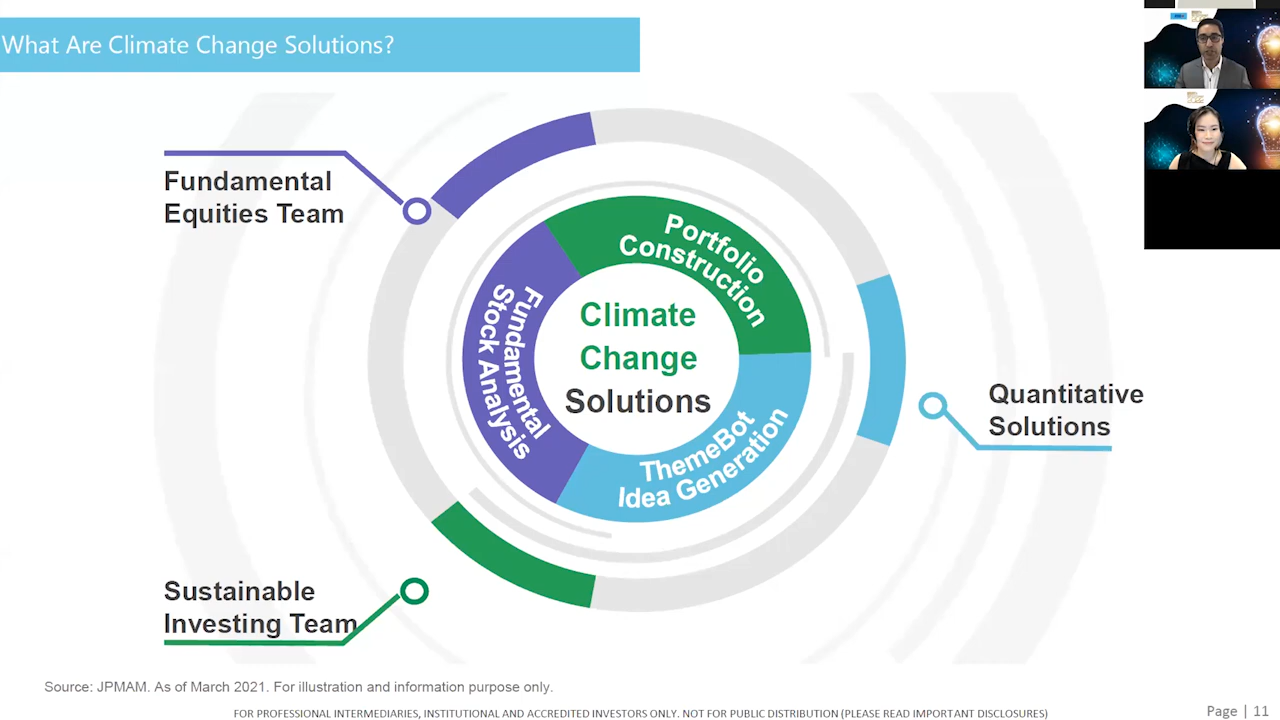 What Are Climate Change Solutions?
Fundamental
Equities Team
Portfolio
Construction
Fundamental
Stock Analysis
Climate
Change
Solutions
ThemeBot
Idea Generation
Quantitative
Solutions
Sustainable
Investing Team
Source: JPMAM. As of March 2021. For illustration and information purpose only.
FOR PROFESSIONAL INTERMEDIARIES, INSTITUTIONAL AND ACCREDITED INVESTORS ONLY. NOT FOR PUBLIC DISTRIBUTION (PLEASE READ IMPORTANT DISCLOSURES)
Page | 11